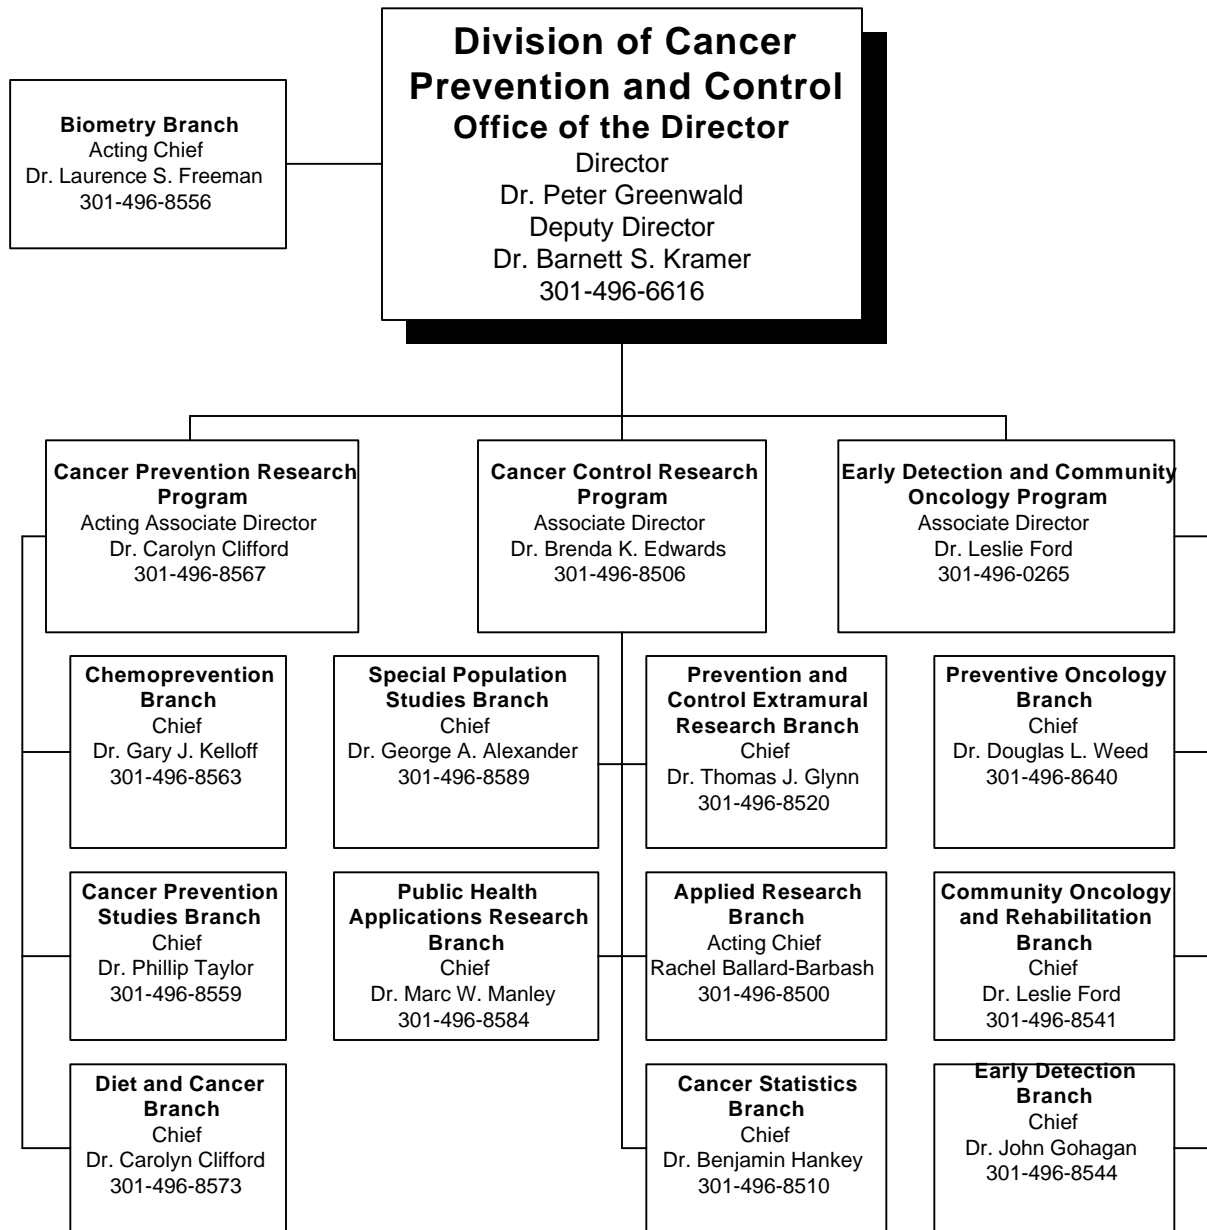 Division of Cancer
Prevention and Control
Office of the Director
Director
Dr. Peter Greenwald
Deputy Director
Dr. Barnett S. Kramer
301-496-6616
Biometry Branch
Acting Chief
Dr. Laurence S. Freeman
301-496-8556
Cancer Prevention Research
Program
Acting Associate Director
Dr. Carolyn Clifford
301-496-8567
Cancer Control Research
Program
Associate Director
Dr. Brenda K. Edwards
301-496-8506
Early Detection and Community
Oncology Program
Associate Director
Dr. Leslie Ford
301-496-0265
Chemoprevention
Branch
Chief
Dr. Gary J. Kelloff
301-496-8563
Special Population
Studies Branch
Chief
Dr. George A. Alexander
301-496-8589
Prevention and
Control Extramural
Research Branch
Chief
Dr. Thomas J. Glynn
301-496-8520
Preventive Oncology
Branch
Chief
Dr. Douglas L. Weed
301-496-8640
Cancer Prevention
Studies Branch
Chief
Dr. Phillip Taylor
301-496-8559
Public Health
Applications Research
Branch
Chief
Dr. Marc W. Manley
301-496-8584
Applied Research
Branch
Acting Chief
Rachel Ballard-Barbash
301-496-8500
Community Oncology
and Rehabilitation
Branch
Chief
Dr. Leslie Ford
301-496-8541
Diet and Cancer
Branch
Chief
Dr. Carolyn Clifford
301-496-8573
Cancer Statistics
Branch
Chief
Dr. Benjamin Hankey
301-496-8510
Early Detection
Branch
Chief
Dr. John Gohagan
301-496-8544